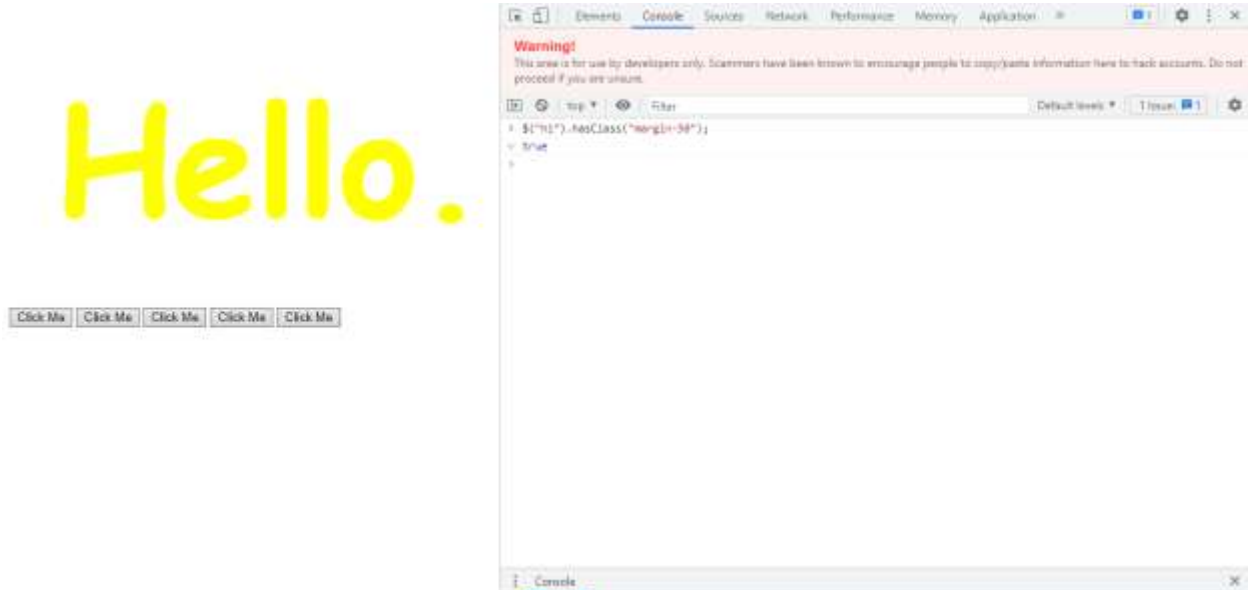 Hello.
Click Me Click Me Click Me Click Me Click Me
Elements Console Sources Network Performance Memory Application » 1
Warning!
This area is for use by developers only. Scammers have been known to encourage people to copy/paste information here to hack accounts. Do not
proceed if you are unsure.
top Filter Default levels 1 Issue: 1
$("h1").hasClass("margin-50");
true
Console